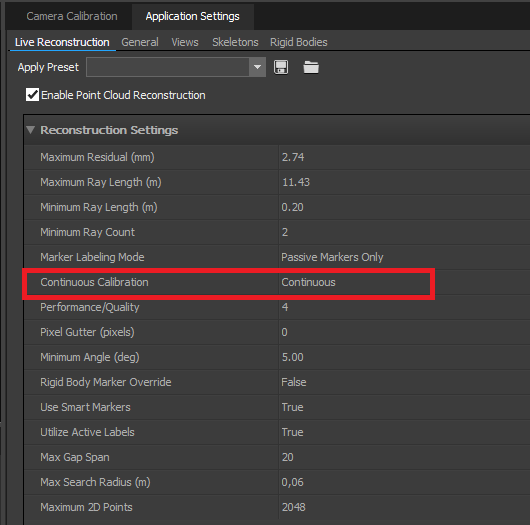 Camera Calibration Application Settings
Live Reconstruction General Views Skeletons Rigid Bodies
Apply Preset
Enable Point Cloud Reconstruction
Reconstruction Settings
Maximum Residual (mm) 2.74
Maximum Ray Length (m) 11.43
Minimum Ray Length (m) 0.20
Minimum Ray Count 2
Marker Labeling Mode Passive Markers Only
Continuous Calibration Continuous
Performance/Quality 4
Pixel Gutter (pixels) 0
Minimum Angle (deg) 5.00
Rigid Body Marker Override False
Use Smart Markers True
Utilize Active Labels True
Max Gap Span 20
Max Search Radius (m) 0,06
Maximum 2D Points 2048